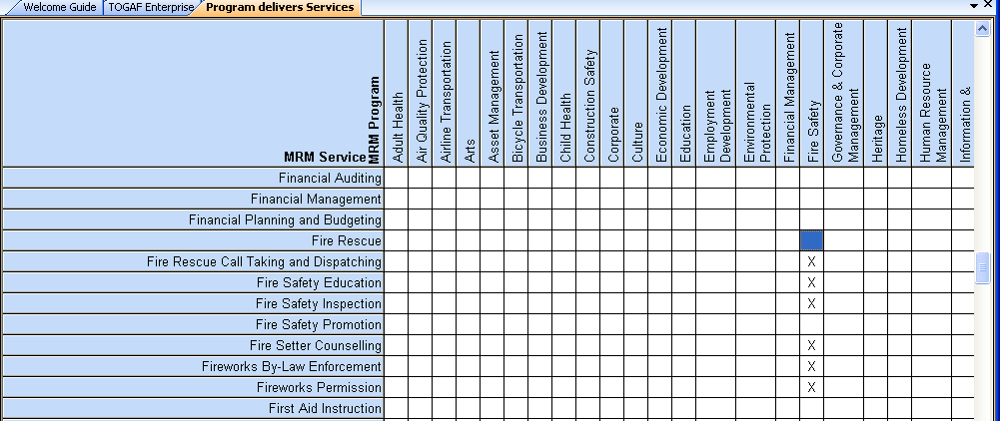 Welcome Guide TOGAF Enterprise Program delivers Services
MRM Service
MRM Program
Adult Health
Air Quality Protection
Airline Transportation
Arts
Asset Management
Bicycle Transportation
Business Development
Child Health
Construction Safety
Corporate
Culture
Economic Development
Education
Employment
Development
Environmental
Protection
Financial Management
Fire Safety
Governance & Corporate
Management
Heritage
Homeless Development
Human Resource
Management
Information &
Financial Auditing
Financial Management
Financial Planning and Budgeting
Fire Rescue
Fire Rescue Call Taking and Dispatching X
Fire Safety Education X
Fire Safety Inspection X
Fire Safety Promotion
Fire Setter Counselling X
Fireworks By-Law Enforcement X
Fireworks Permission X
First Aid Instruction